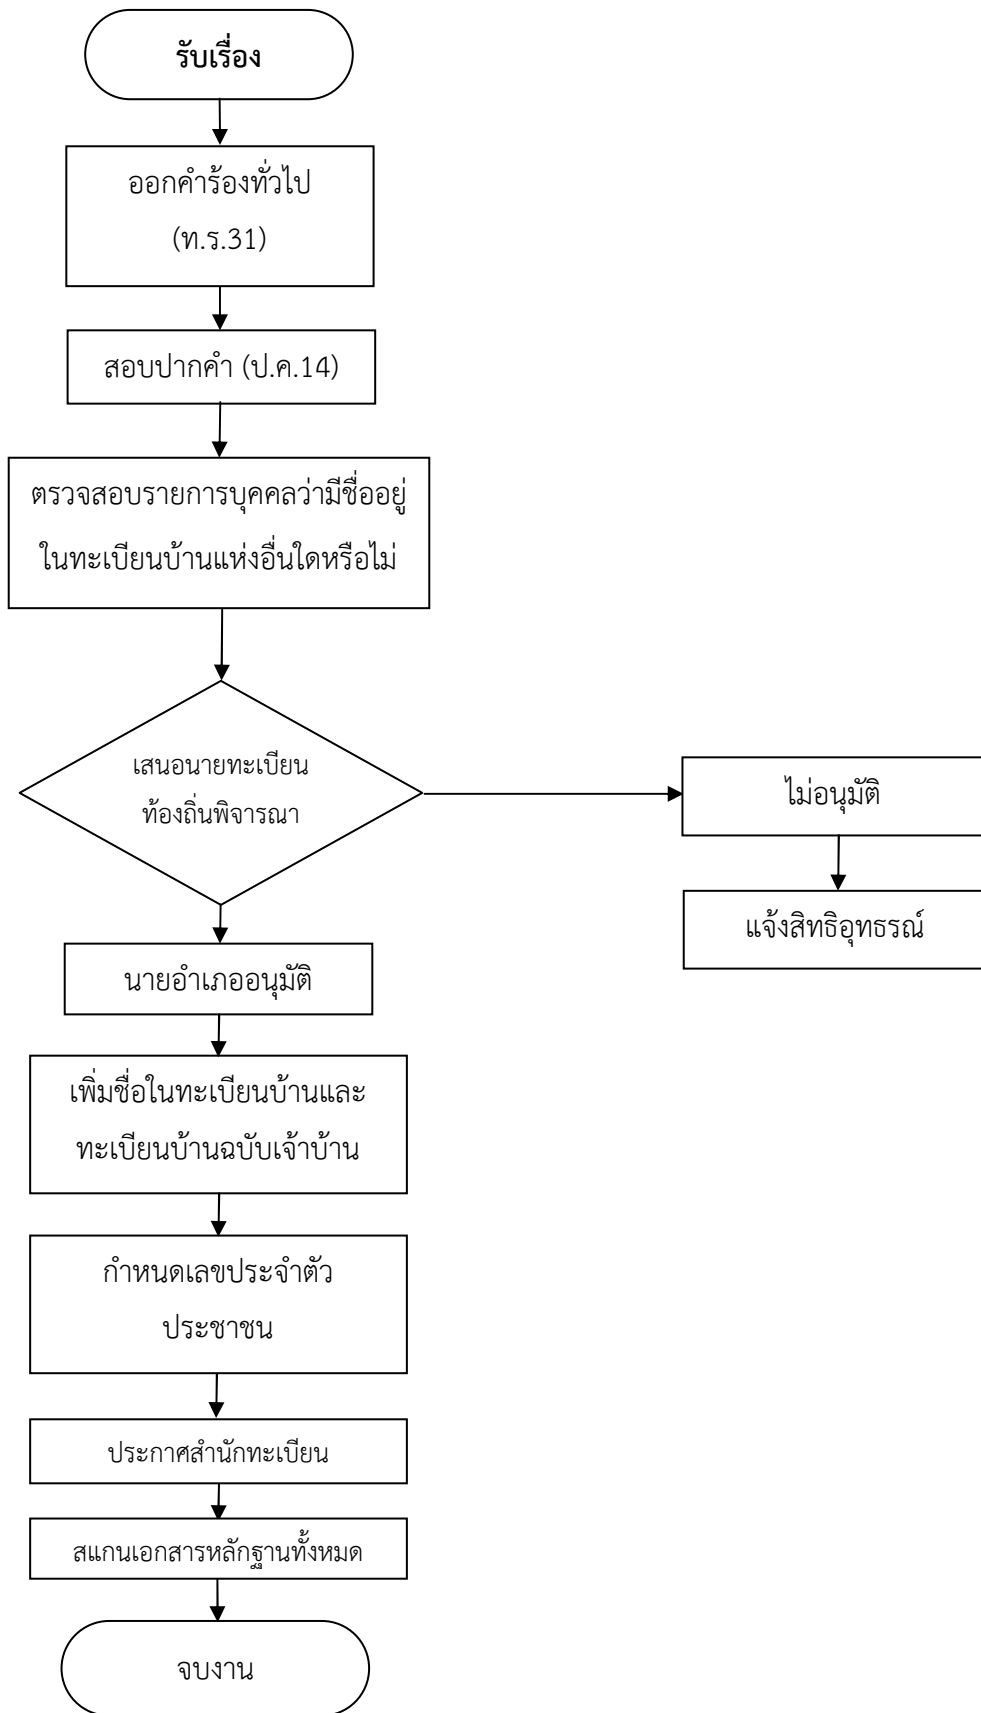 รับเรื่อง
ออกคำร้องทั่วไป
(ท.ร.31)
สอบปากคำ (ป.ค.14)
ตรวจสอบรายการบุคคลว่ามีชื่ออยู่
ในทะเบียนบ้านแห่งอื่นใดหรือไม่
เสนอนายทะเบียน
ท้องถิ่นพิจารณา
ไม่อนุมัติ
แจ้งสิทธิอุทธรณ์
นายอำเภออนุมัติ
เพิ่มชื่อในทะเบียนบ้านและ
ทะเบียนบ้านฉบับเจ้าบ้าน
กำหนดเลขประจำตัว
ประชาชน
ประกาศสำนักทะเบียน
สแกนเอกสารหลักฐานทั้งหมด
จบงาน